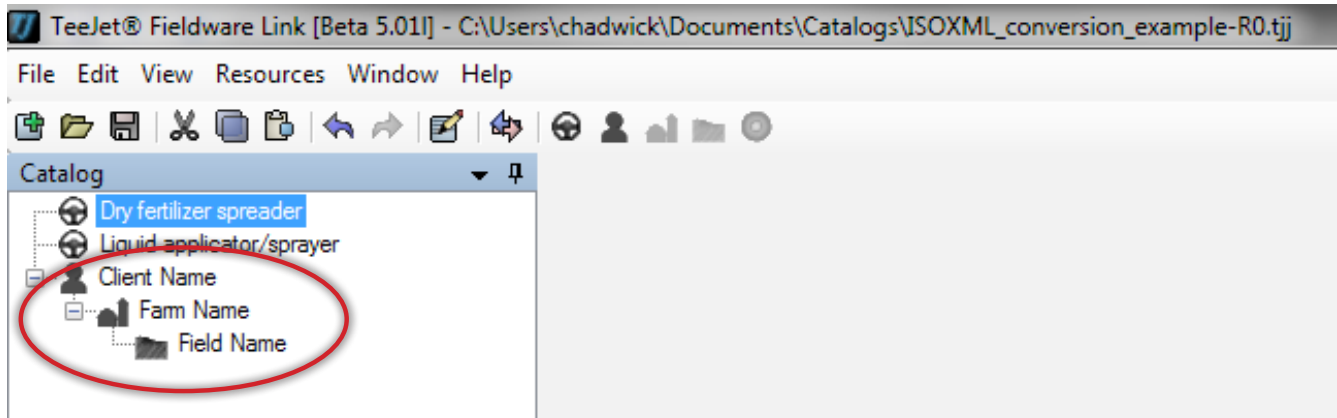 TeeJet® Fieldware Link [Beta 5.01l] - C:\Users\chadwick\Documents\Catalogs\ISOXML_conversion_example-R0.tjj
File Edit View Resources Window Help
Catalog
Dry fertilizer spreader
Liquid applicator/sprayer
Client Name
Farm Name
Field Name